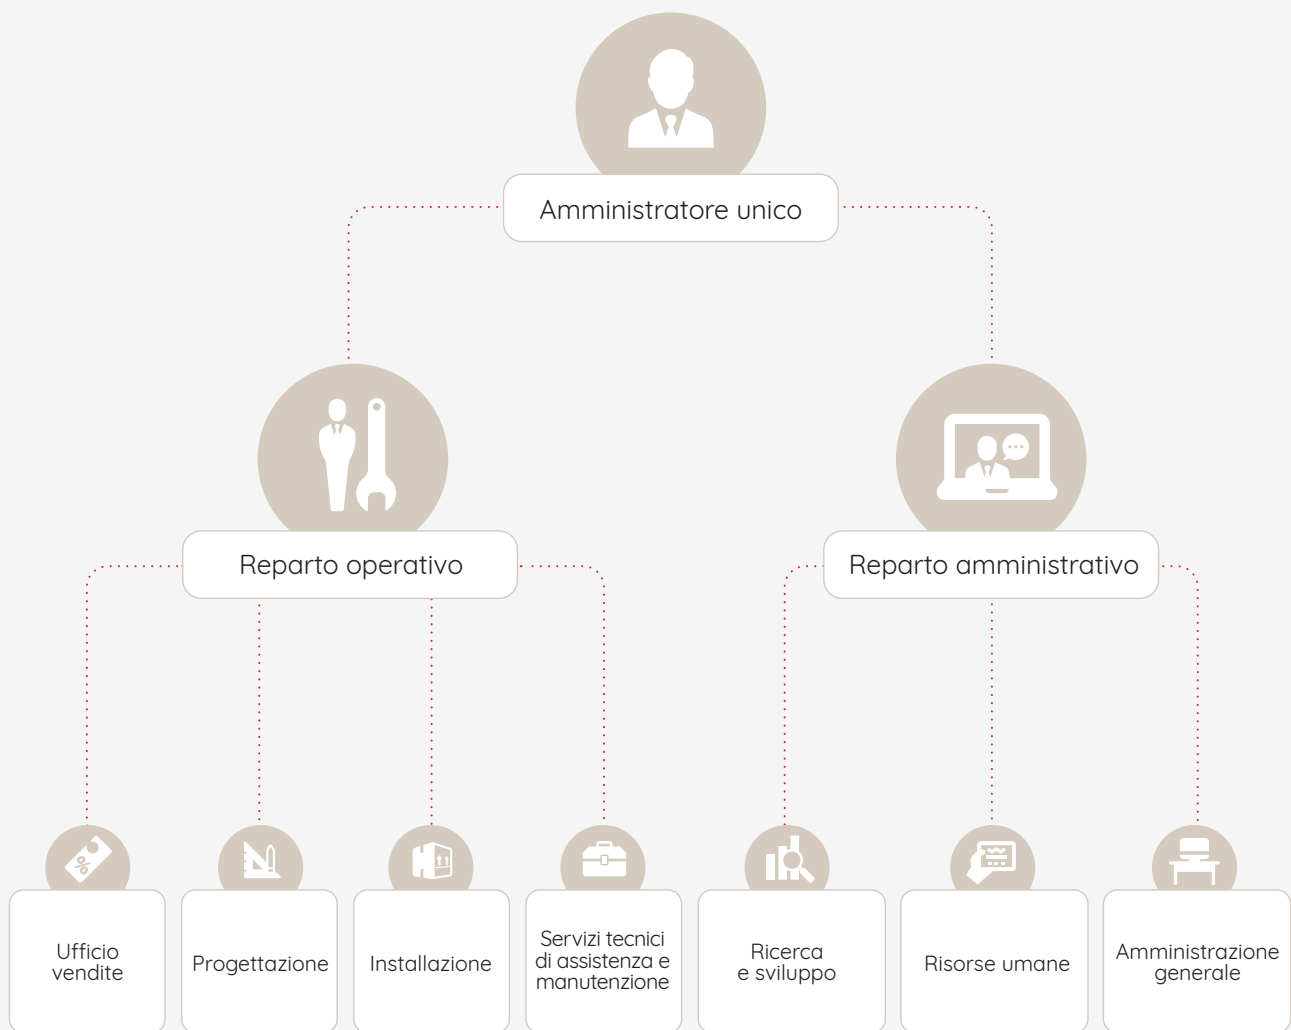 Amministratore unico
Reparto operativo
Reparto amministrativo
%
Ufficio
vendite
Progettazione
Installazione
Servizi tecnici
di assistenza e
manutenzione
Ricerca
e sviluppo
Risorse umane
Amministrazione
generale